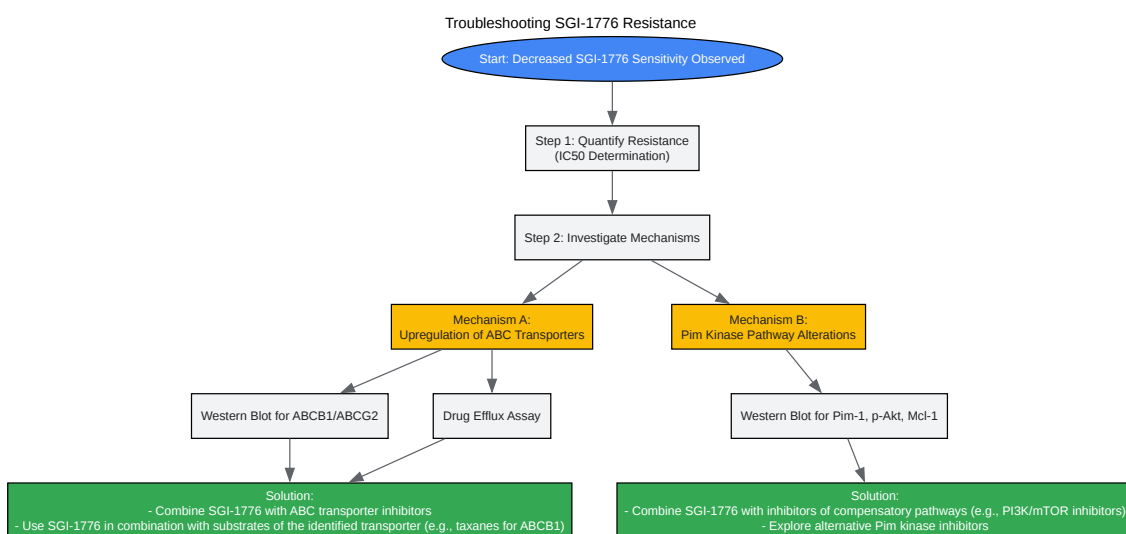 Troubleshooting SGI-1776 Resistance
Start: Decreased SGI-1776 Sensitivity Observed
Step 1: Quantify Resistance
(IC50 Determination)
Step 2: Investigate Mechanisms
Mechanism A:
Upregulation of ABC Transporters
Mechanism B:
Pim Kinase Pathway Alterations
Western Blot for ABCB1/ABCG2
Drug Efflux Assay
Western Blot for Pim-1, p-Akt, Mcl-1
Solution:
- Combine SGI-1776 with ABC transporter inhibitors
- Use SGI-1776 in combination with substrates of the identified transporter (e.g., taxanes for ABCB1)
Solution:
- Combine SGI-1776 with inhibitors of compensatory pathways (e.g., PI3K/mTOR inhibitors)
- Explore alternative Pim kinase inhibitors